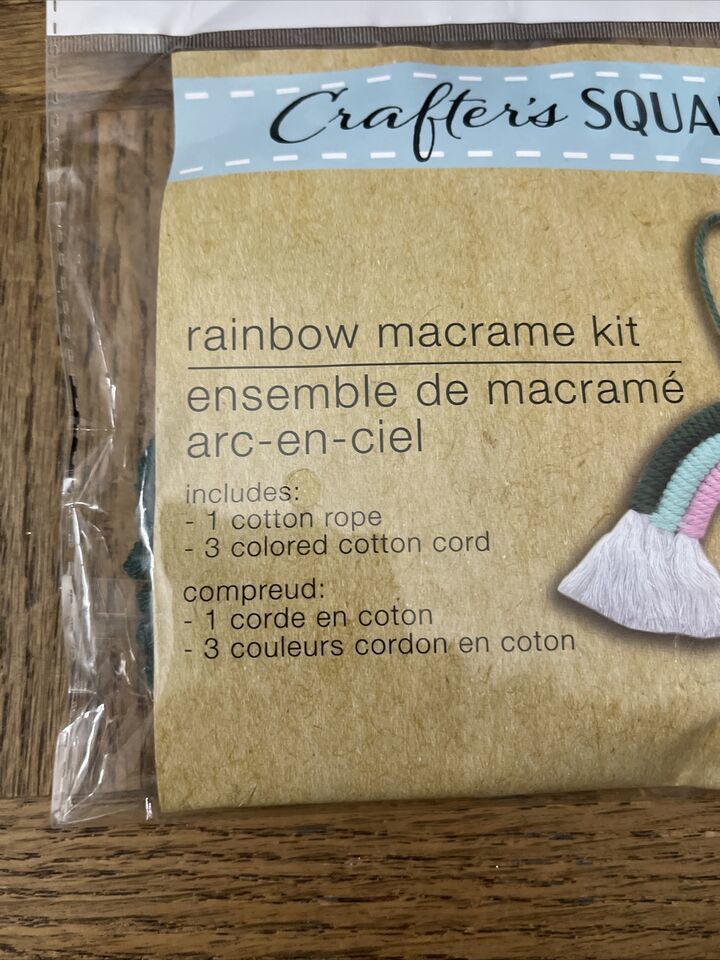 Crafter's SQUA
rainbow macrame kit
ensemble de macramé
arc-en-ciel
includes:
- 1 cotton rope
- 3 colored cotton cord
compreud:
- 1 corde en coton
- 3 couleurs cordon en coton